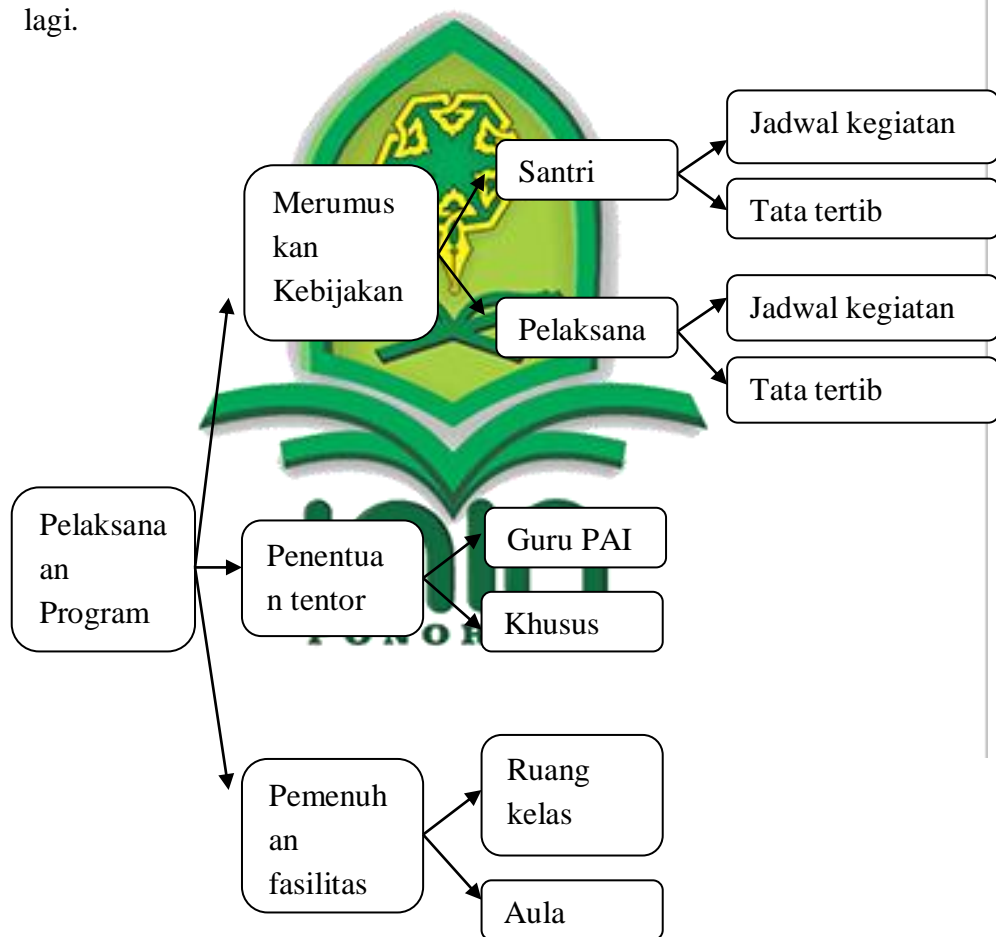 lagi.
Jadwal kegiatan
Santri
Merumus
kan
Kebijakan
Tata tertib
Jadwal kegiatan
Pelaksana
Tata tertib
Pelaksana
an
Program
Penentua
n tentor
Guru PAI
Khusus
Pemenuh
an
fasilitas
Ruang
kelas
Aula